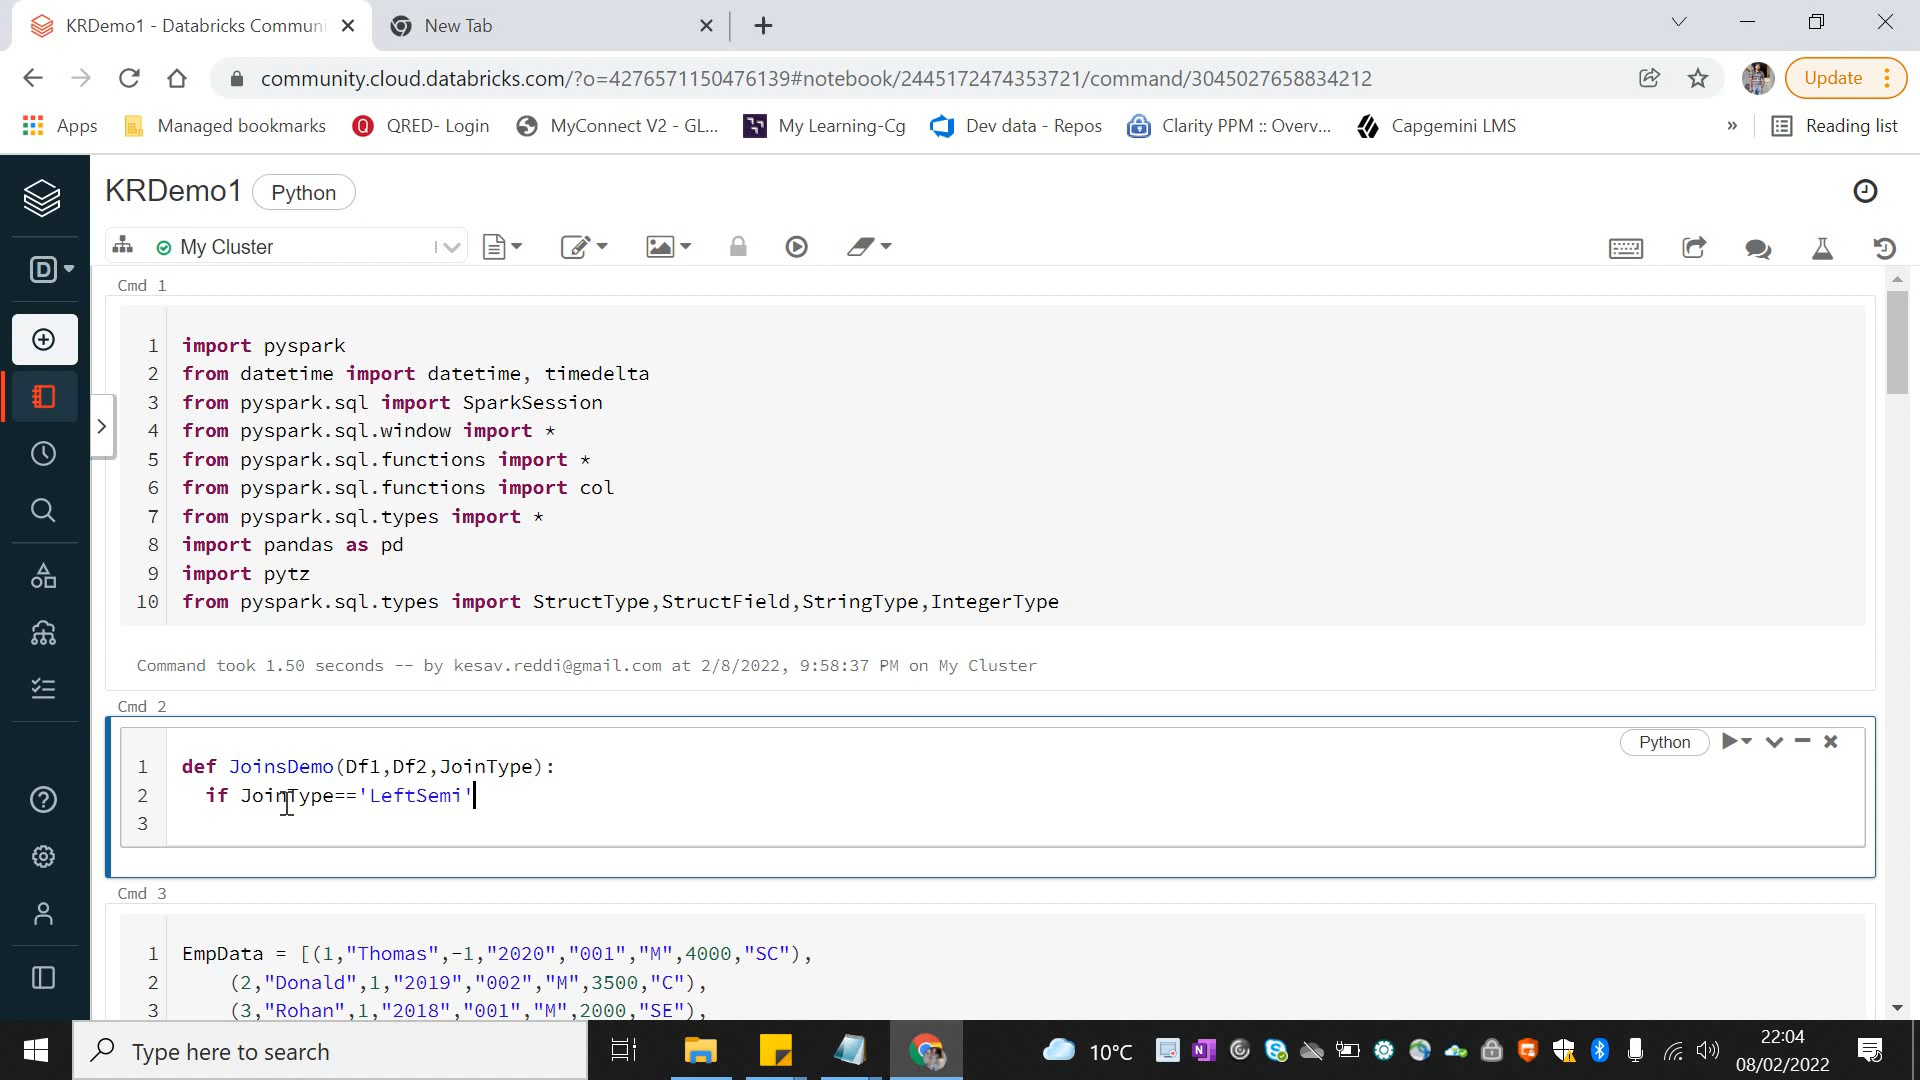 KRDemo1 - Databricks Communi
New Tab
community.cloud.databricks.com/?o=4276571150476139#notebook/2445172474353721/command/3045027658834212
Update
Apps
Managed bookmarks
QRED- Login
MyConnect V2 - GL...
My Learning-Cg
Dev data - Repos
Clarity PPM :: Overv...
Capgemini LMS
»
Reading list
KRDemo1
Python
D
My Cluster
Cmd 1
1 import pyspark
2 from datetime import datetime, timedelta
3 from pyspark.sql import SparkSession
4 from pyspark.sql.window import *
5 from pyspark.sql.functions import *
6 from pyspark.sql.functions import col
7 from pyspark.sql.types import *
8 import pandas as pd
9 import pytz
10 from pyspark.sql.types import StructType,StructField,StringType,IntegerType
Command took 1.50 seconds -- by kesav.reddi@gmail.com at 2/8/2022, 9:58:37 PM on My Cluster
Cmd 2
Python
1 def JoinsDemo(Df1,Df2,JoinType):
2 if JoinType=='LeftSemi'
3
Cmd 3
1 EmpData = [(1,"Thomas",-1,"2020","001","M",4000,"SC"),
2 (2,"Donald",1,"2019","002","M",3500,"C"),
3 (3,"Rohan",1,"2018","001","M",2000,"SE"),
Type here to search
10°C
22:04
08/02/2022